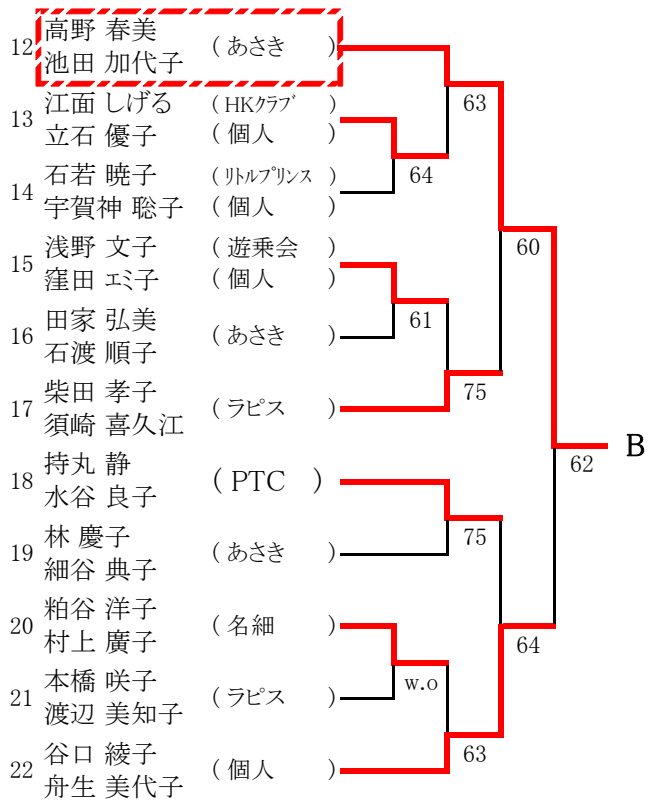 12 高野 春美 (あさき )
池田 加代子
63
13 江面 しげる (HKクラブ )
立石 優子 (個人 )
64
14 石若 暁子 (リトルプリンス )
宇賀神 聡子 (個人 )
60
15 浅野 文子 (遊乗会 )
窪田 エミ子 (個人 )
61
16 田家 弘美 (あさき )
石渡 順子
75
17 柴田 孝子 (ラピス )
須崎 喜久江
62 B
18 持丸 静 (PTC )
水谷 良子
75
19 林 慶子 (あさき )
細谷 典子
20 粕谷 洋子 (名細 )
村上 廣子
64
w.o
21 本橋 咲子 (ラピス )
渡辺 美知子
63
22 谷口 綾子 (個人 )
舟生 美代子